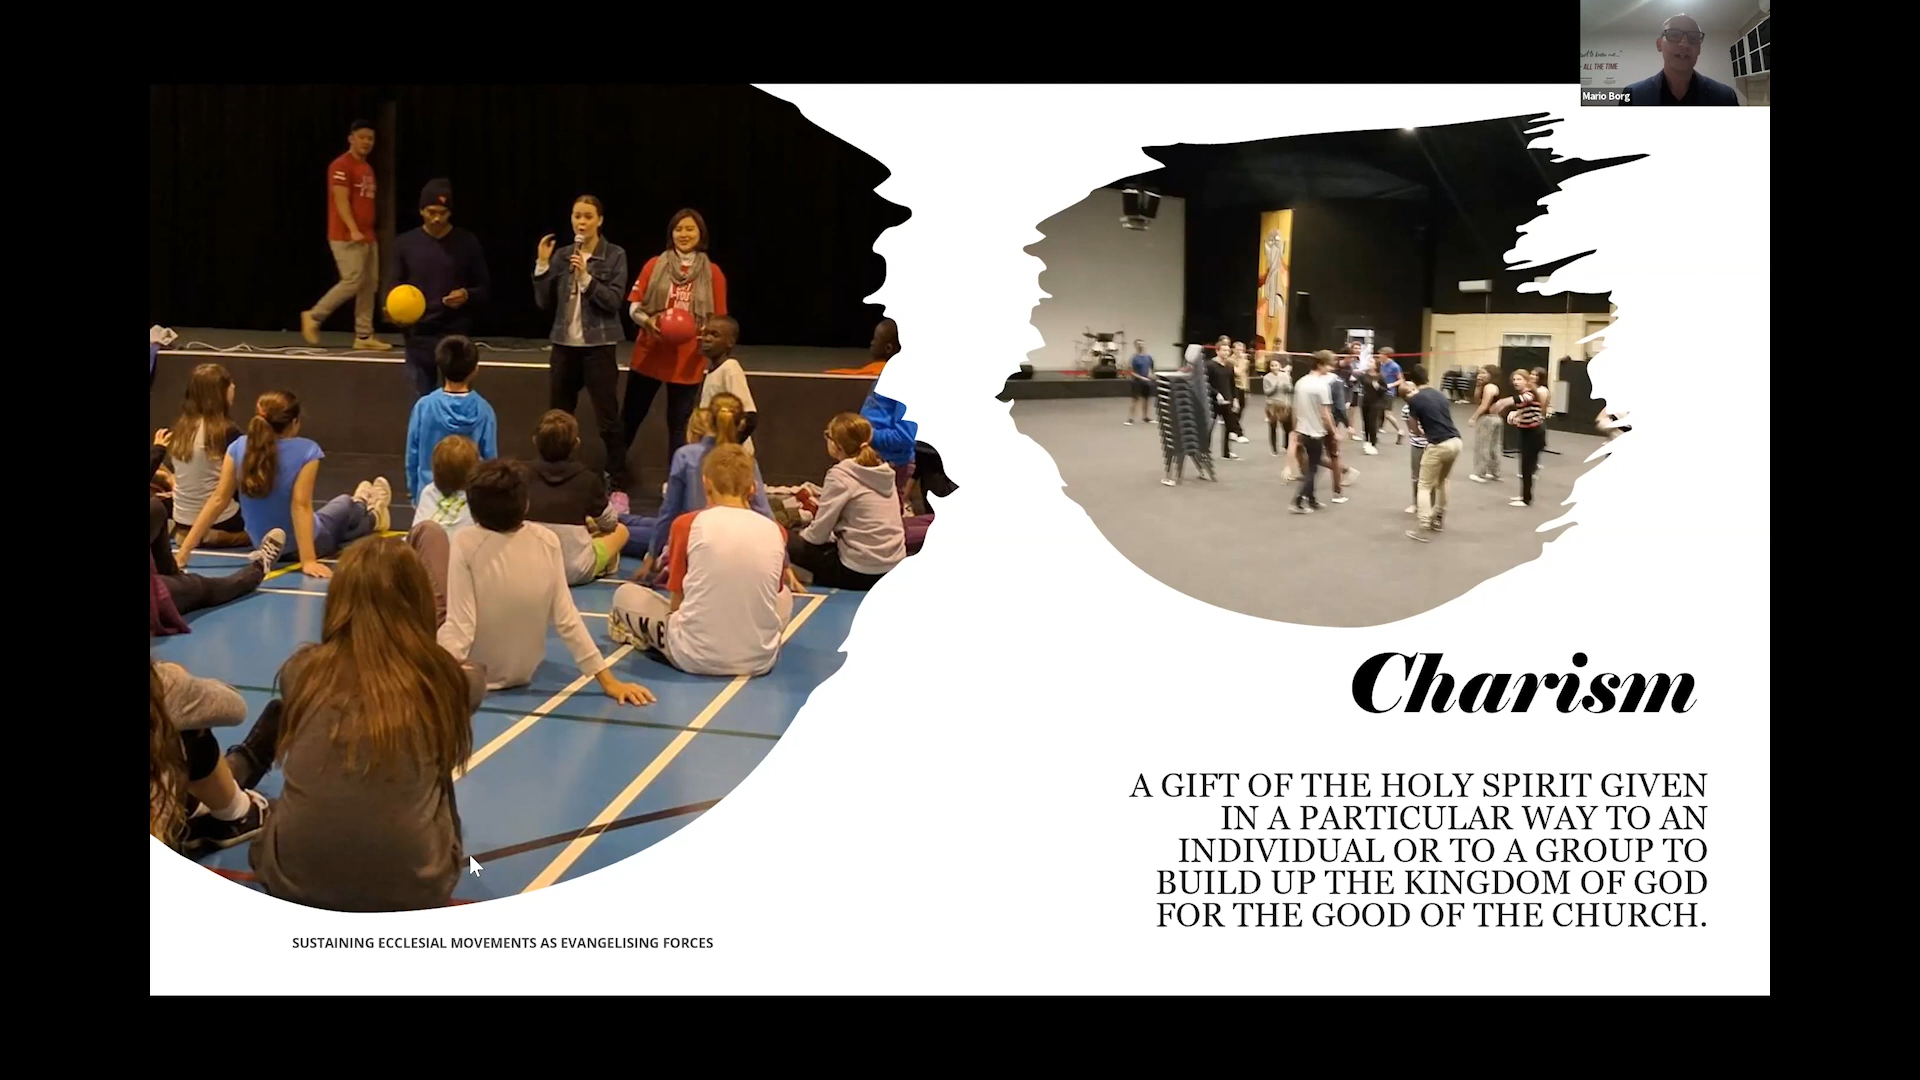 ALL THE TIME
Mario Borg
Charism
A GIFT OF THE HOLY SPIRIT GIVEN
IN A PARTICULAR WAY TO AN
INDIVIDUAL OR TO A GROUP TO
BUILD UP THE KINGDOM OF GOD
FOR THE GOOD OF THE CHURCH.
SUSTAINING ECCLESIAL MOVEMENTS AS EVANGELISING FORCES